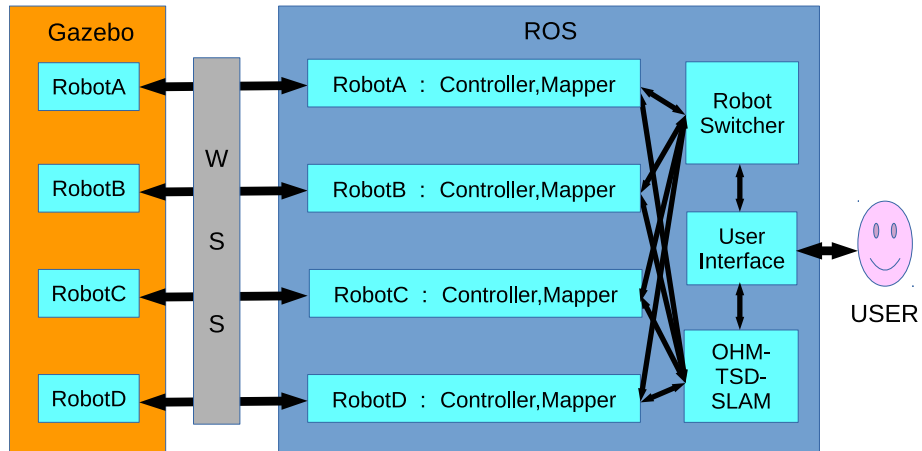 Gazebo
RobotA
RobotB
RobotC
RobotD
W
S
S
ROS
RobotA : Controller,Mapper
RobotB : Controller,Mapper
RobotC : Controller,Mapper
RobotD : Controller,Mapper
Robot
Switcher
User
Interface
OHM-
TSD-
SLAM
USER